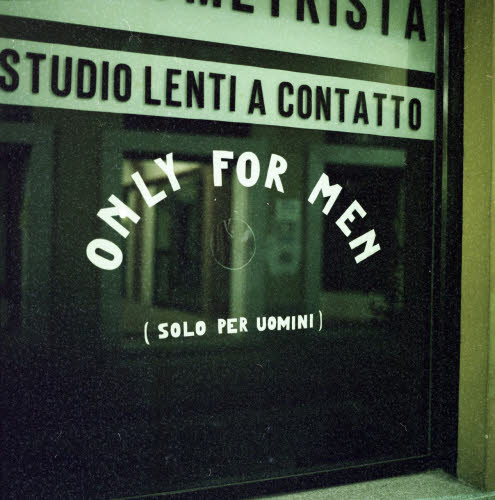 STUDIO LENTI A CONTATTO
ONLY FOR MEN
( SOLO PER UOMINI )